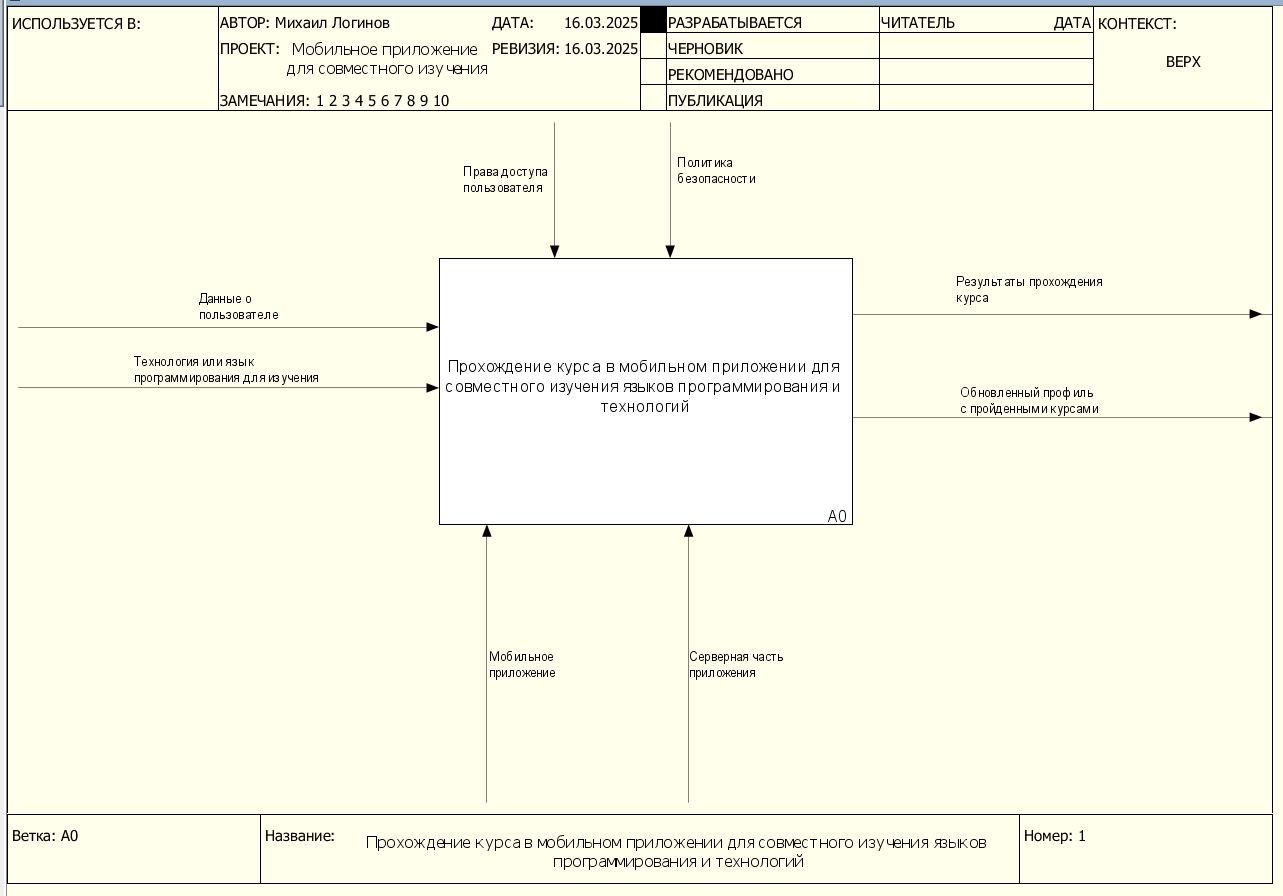 ИСПОЛЬЗУЕТСЯ В:
АВТОР: Михаил Логинов
ДАТА: 16.03.2025
ПРОЕКТ: Мобильное приложение
для совместного изучения
РЕВИЗИЯ: 16.03.2025
ЗАМЕЧАНИЯ: 1 2 3 4 5 6 7 8 9 10
РАЗРАБАТЫВАЕТСЯ
ЧЕРНОВИК
РЕКОМЕНДОВАНО
ПУБЛИКАЦИЯ
ЧИТАТЕЛЬ
ДАТА
КОНТЕКСТ:
ВЕРХ
Права доступа
пользователя
Политика
безопасности
Данные о
пользователе
Технология или язык
программирования для изучения
Прохождение курса в мобильном приложении для
совместного изучения языков программирования и
технологий
A0
Результаты прохождения
курса
Обновленный профиль
с пройденными курсами
Мобильное
приложение
Серверная часть
приложения
Ветка: A0
Название:
Прохождение курса в мобильном приложении для совместного изучения языков
программирования и технологий
Номер: 1